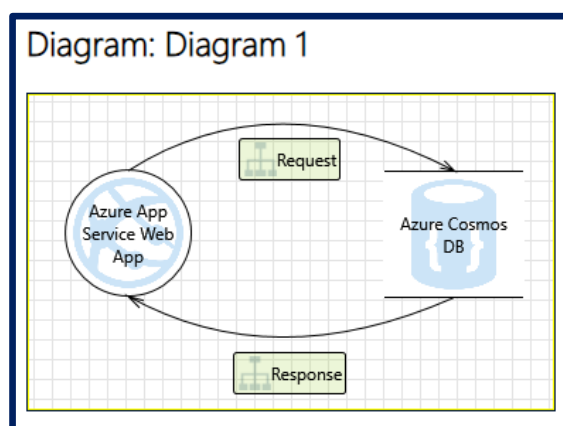 Diagram: Diagram 1
Request
Azure App
Service Web
App
Azure Cosmos
DB
Response